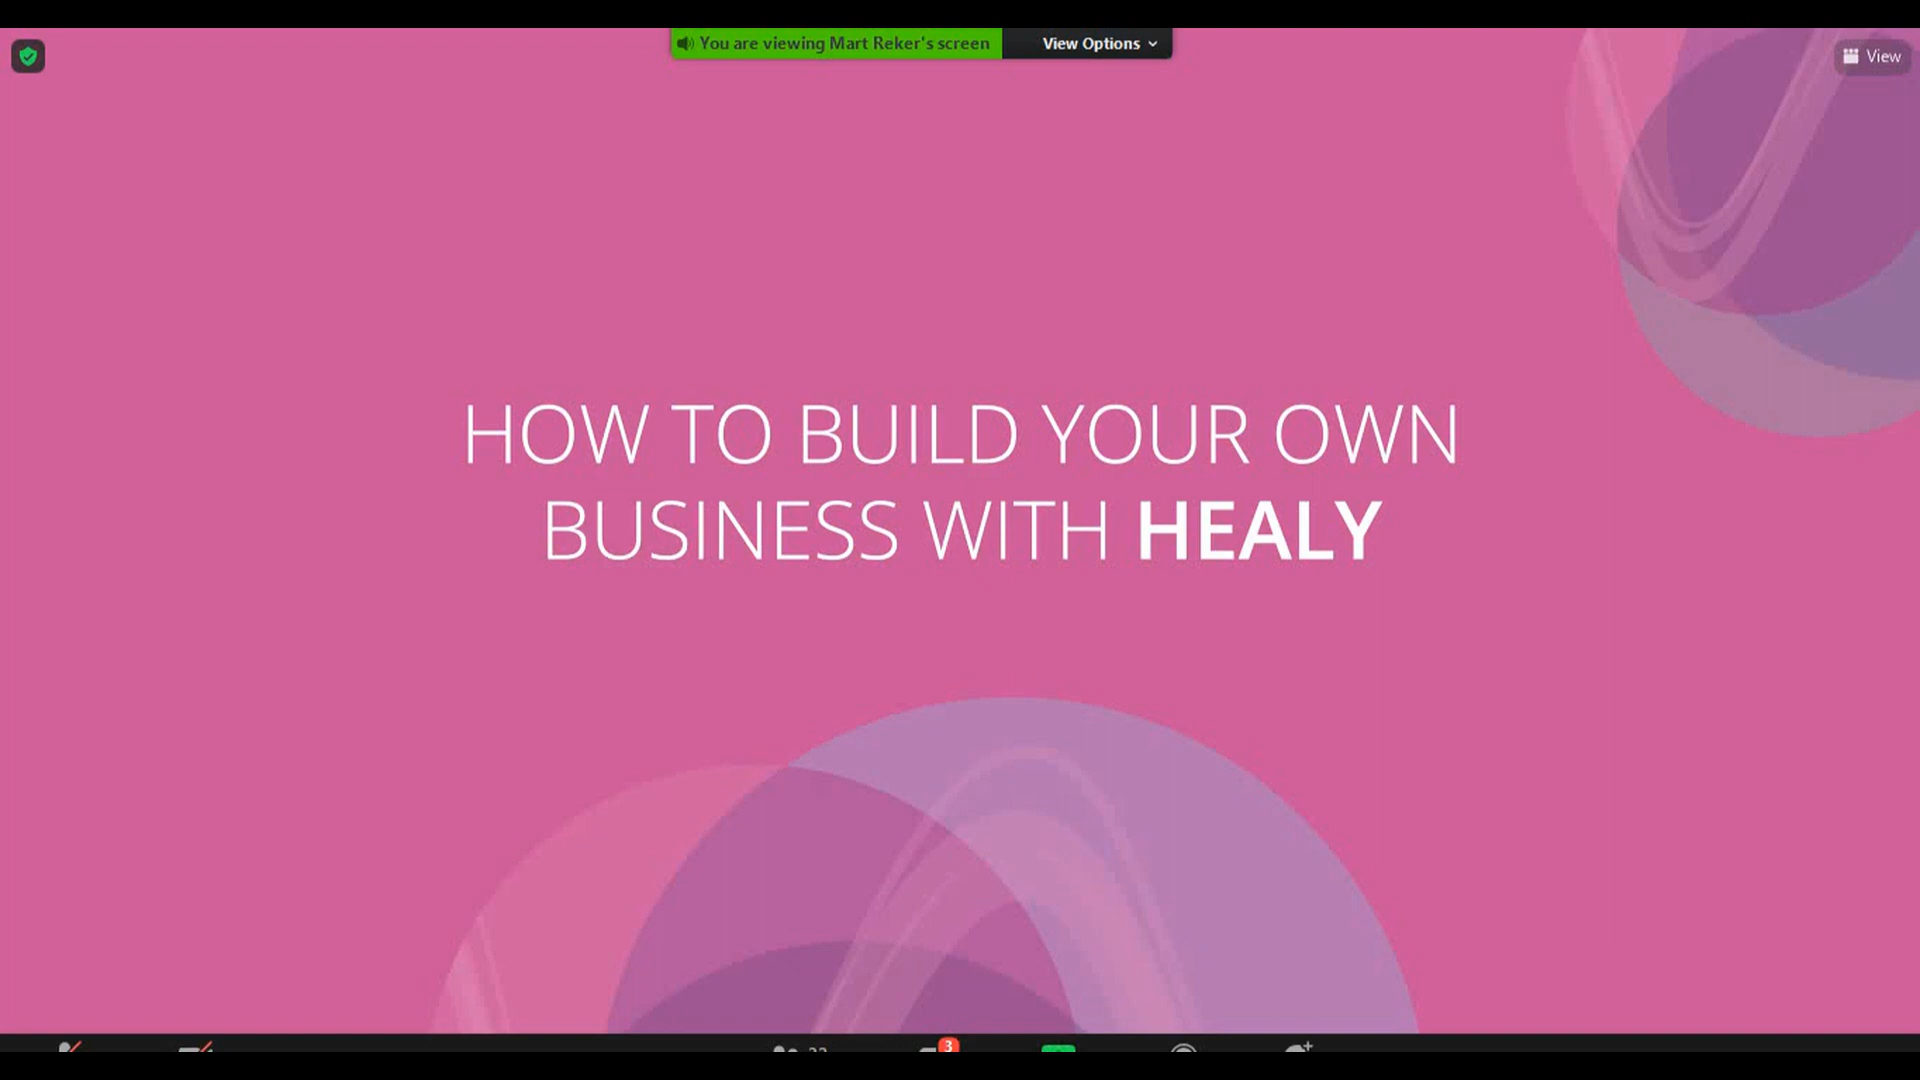 You are viewing Mart Reker's screen
View Options
View
HOW TO BUILD YOUR OWN
BUSINESS WITH HEALY
3